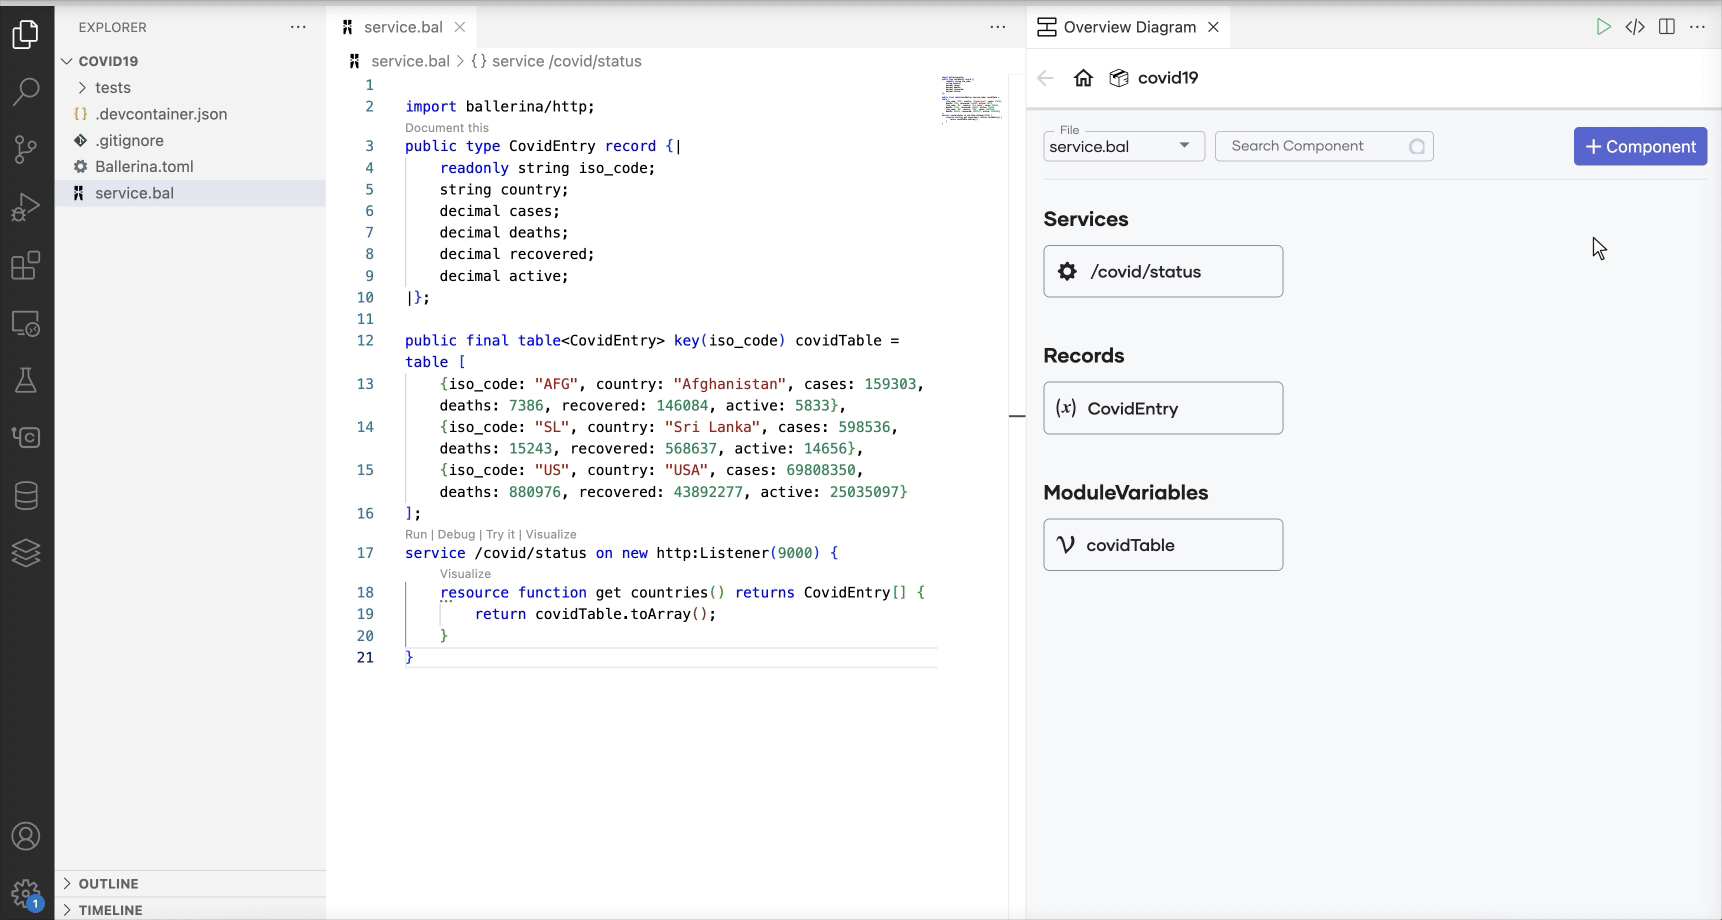 EXPLORER
COVID19
tests
.devcontainer.json
.gitignore
Ballerina.toml
service.bal
OUTLINE
TIMELINE
1
service.bal
service.bal > {} service /covid/status
1
2 import ballerina/http;
Document this
3 public type CovidEntry record {|
4 readonly string iso_code;
5 string country;
6 decimal cases;
7 decimal deaths;
8 decimal recovered;
9 decimal active;
10 |};
11
12 public final table<CovidEntry> key(iso_code) covidTable =
table [
13 {iso_code: "AFG", country: "Afghanistan", cases: 159303,
deaths: 7386, recovered: 146084, active: 5833},
14 {iso_code: "SL", country: "Sri Lanka", cases: 598536,
deaths: 15243, recovered: 568637, active: 14656},
15 {iso_code: "US", country: "USA", cases: 69808350,
deaths: 880976, recovered: 43892277, active: 25035097}
16 ];
Run | Debug | Try it | Visualize
17 service /covid/status on new http:Listener(9000) {
Visualize
18 resource function get countries() returns CovidEntry[] {
19 return covidTable.toArray();
20 }
21 }
Overview Diagram
covid19
File
service.bal
Search Component
+ Component
Services
/covid/status
Records
(x) CovidEntry
ModuleVariables
covidTable